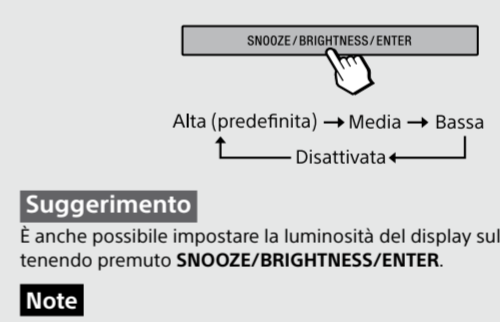 SNOOZE/BRIGHTNESS/ENTER
Alta (predefinita) → Media → Bassa
Disattivata
Suggerimento
È anche possibile impostare la luminosità del display sul
tenendo premuto SNOOZE/BRIGHTNESS/ENTER.
Note